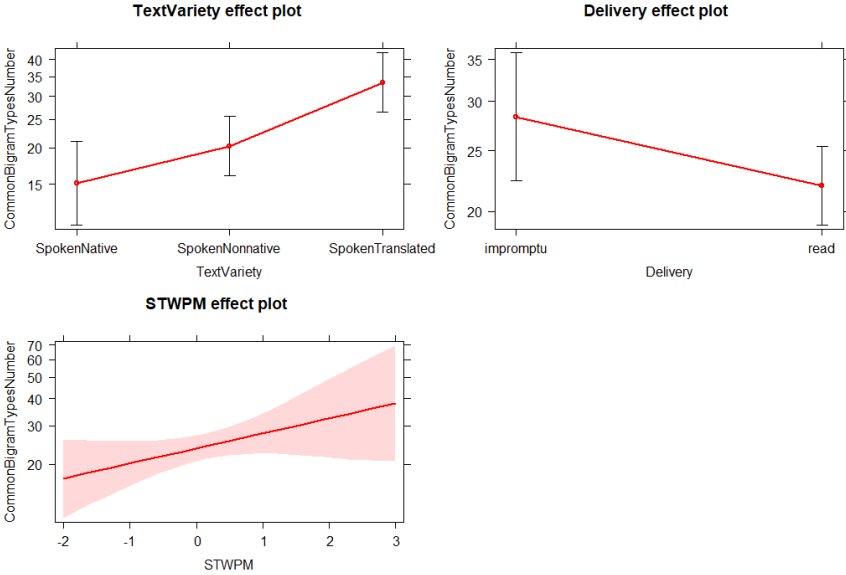 TextVariety effect plot
CommonBigramTypesNumber
40
35
30
25
20
15
SpokenNative SpokenNonnative SpokenTranslated
TextVariety
Delivery effect plot
CommonBigramTypesNumber
35
30
25
20
impromptu read
Delivery
STWPM effect plot
CommonBigramTypesNumber
70
60
50
40
30
20
-2 -1 0 1 2 3
STWPM